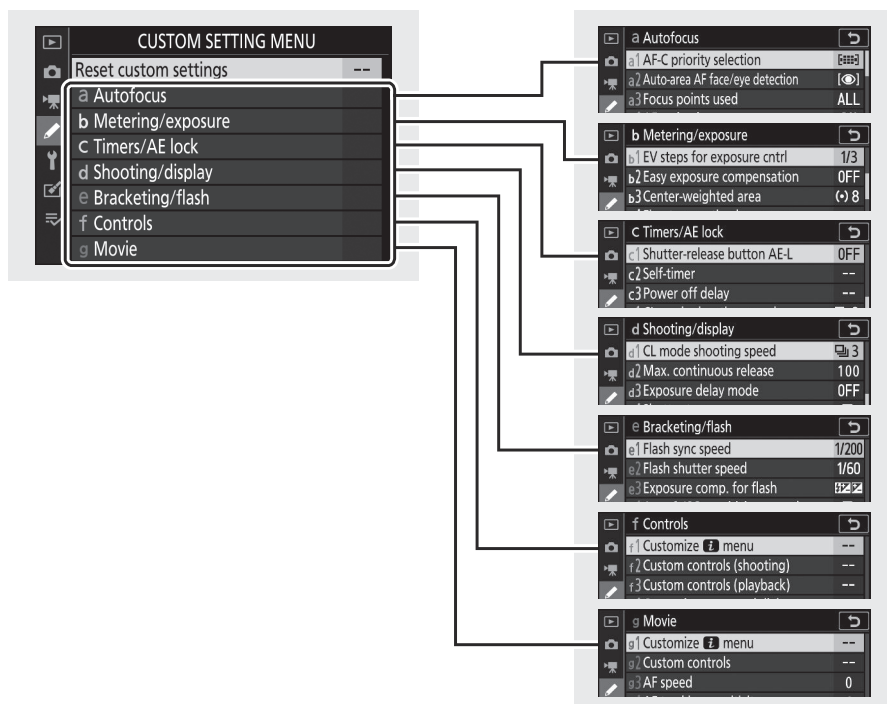 CUSTOM SETTING MENU
Reset custom settings --
a Autofocus
b Metering/exposure
c Timers/AE lock
d Shooting/display
e Bracketing/flash
f Controls
g Movie
a Autofocus
a1 AF-C priority selection
a2 Auto-area AF face/eye detection
a3 Focus points used ALL
b Metering/exposure
b1 EV steps for exposure cntrl 1/3
b2 Easy exposure compensation OFF
b3 Center-weighted area (•) 8
c Timers/AE lock
c1 Shutter-release button AE-L OFF
c2 Self-timer --
c3 Power off delay --
d Shooting/display
d1 CL mode shooting speed 3
d2 Max. continuous release 100
d3 Exposure delay mode OFF
e Bracketing/flash
e1 Flash sync speed 1/200
e2 Flash shutter speed 1/60
e3 Exposure comp. for flash
f Controls
f1 Customize i menu --
f2 Custom controls (shooting) --
f3 Custom controls (playback) --
g Movie
g1 Customize i menu --
g2 Custom controls --
g3 AF speed 0